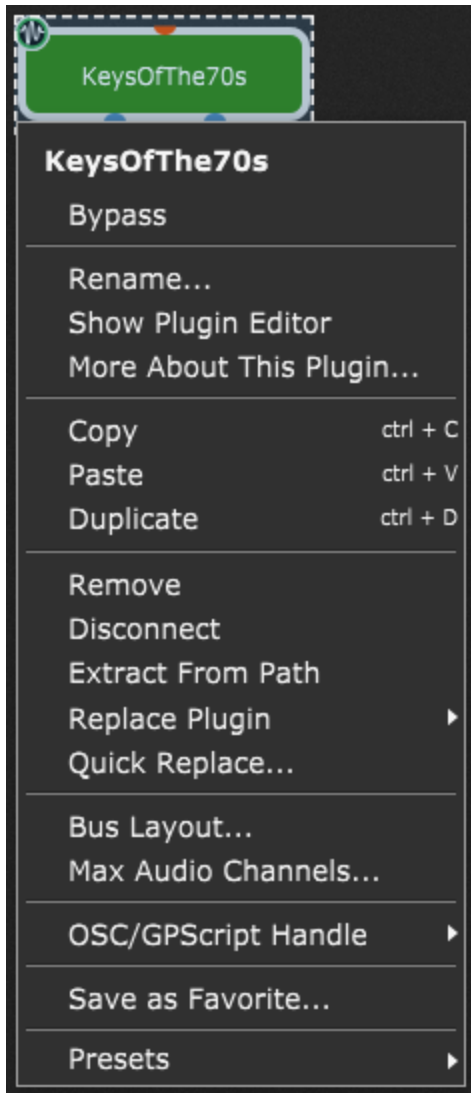 KeysOfThe70s
KeysOfThe70s
Bypass
Rename...
Show Plugin Editor
More About This Plugin...
Copy ctrl + C
Paste ctrl + V
Duplicate ctrl + D
Remove
Disconnect
Extract From Path
Replace Plugin
Quick Replace...
Bus Layout...
Max Audio Channels...
OSC/GPScript Handle
Save as Favorite...
Presets